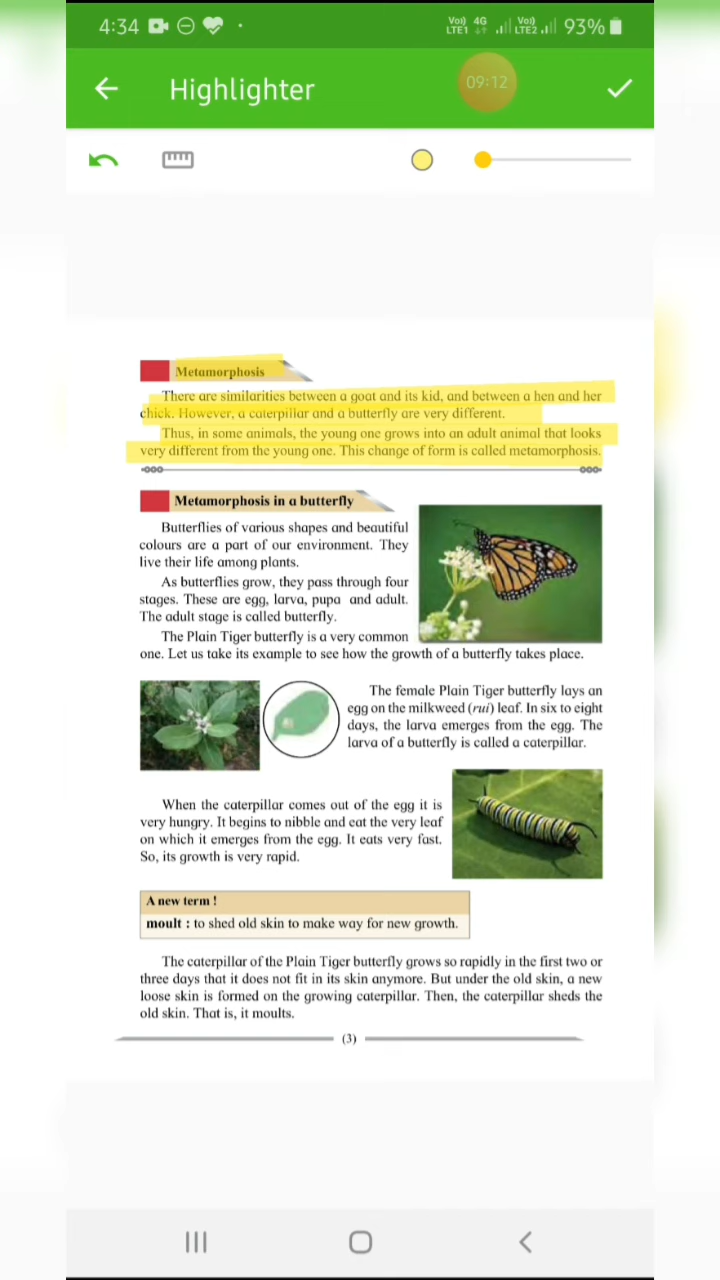 4:34
Vo)) 4G Vo)) 93%
LTE1 LTE2
Highlighter
09:12
Metamorphosis
There are similarities between a goat and its kid, and between a hen and her
chick. However, a caterpillar and a butterfly are very different.
Thus, in some animals, the young one grows into an adult animal that looks
very different from the young one. This change of form is called metamorphosis.
Metamorphosis in a butterfly
Butterflies of various shapes and beautiful
colours are a part of our environment. They
live their life among plants.
As butterflies grow, they pass through four
stages. These are egg, larva, pupa and adult.
The adult stage is called butterfly.
The Plain Tiger butterfly is a very common
one. Let us take its example to see how the growth of a butterfly takes place.
The female Plain Tiger butterfly lays an
egg on the milkweed (rui) leaf. In six to eight
days, the larva emerges from the egg. The
larva of a butterfly is called a caterpillar.
When the caterpillar comes out of the egg it is
very hungry. It begins to nibble and eat the very leaf
on which it emerges from the egg. It eats very fast.
So, its growth is very rapid.
A new term !
moult : to shed old skin to make way for new growth.
The caterpillar of the Plain Tiger butterfly grows so rapidly in the first two or
three days that it does not fit in its skin anymore. But under the old skin, a new
loose skin is formed on the growing caterpillar. Then, the caterpillar sheds the
old skin. That is, it moults.
(3)